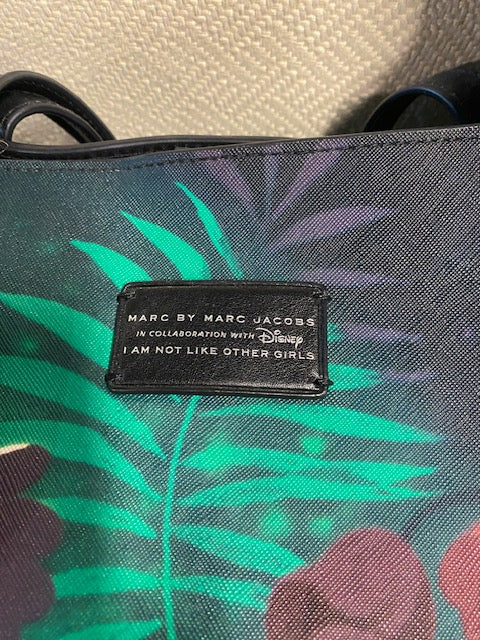 MARC BY MARC JACOBS
IN COLLABORATION WITH Disney
I AM NOT LIKE OTHER GIRLS